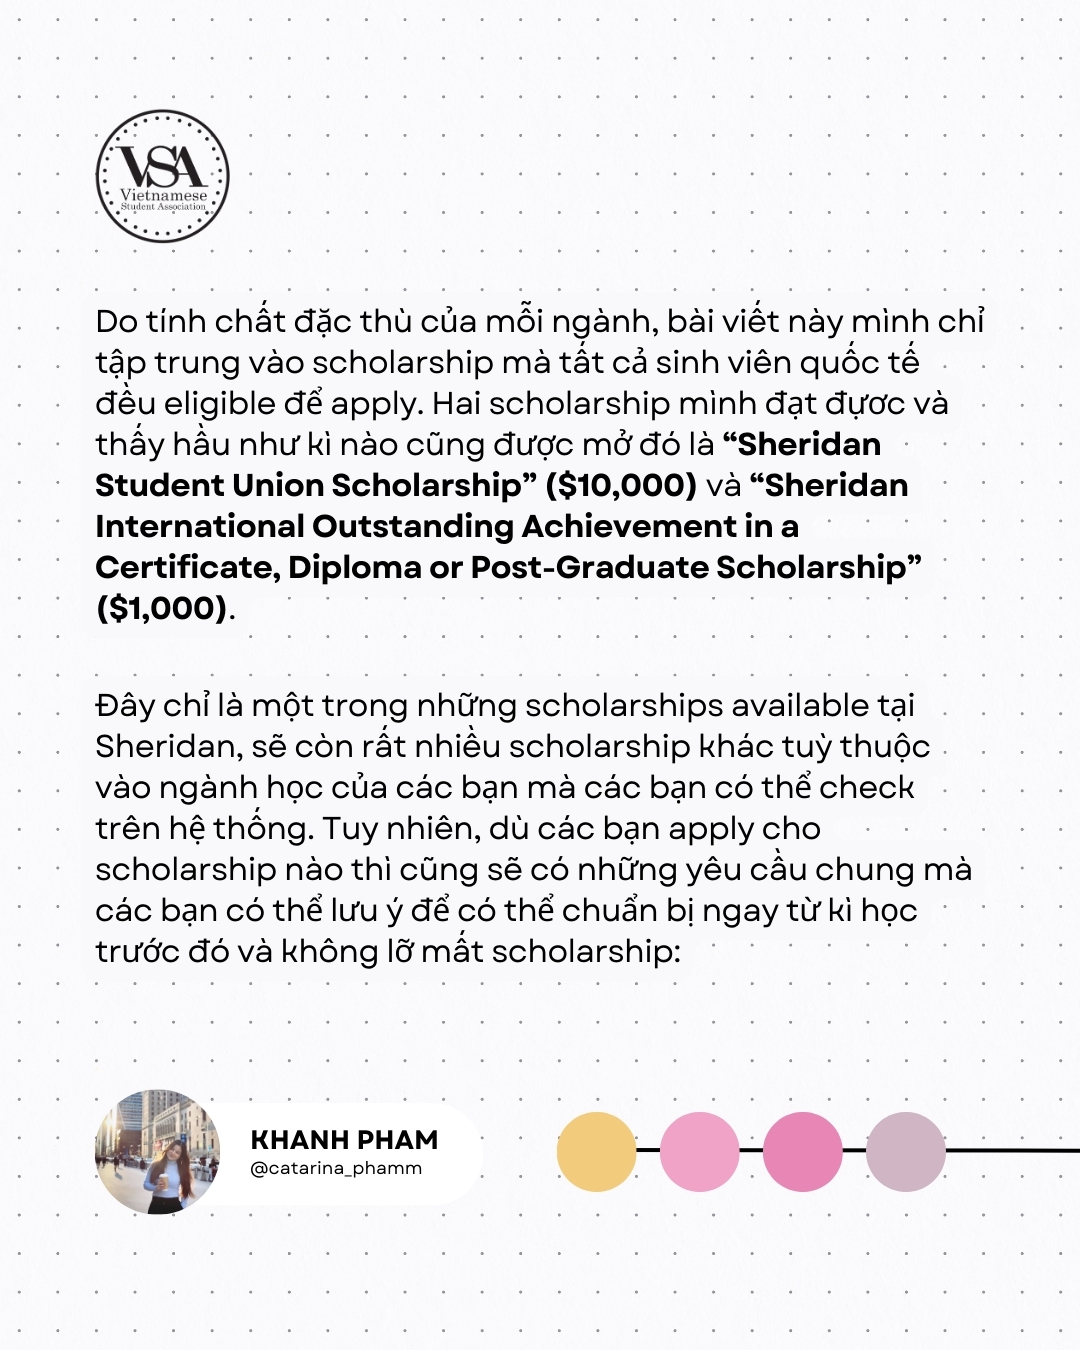 VSA
Vietnamese
Student Association
Do tính chất đặc thù của mỗi ngành, bài viết này mình chỉ
tập trung vào scholarship mà tất cả sinh viên quốc tế
đều eligible để apply. Hai scholarship mình đạt đựơc và
thấy hầu như kì nào cũng được mở đó là “Sheridan
Student Union Scholarship” ($10,000) và “Sheridan
International Outstanding Achievement in a
Certificate, Diploma or Post-Graduate Scholarship”
($1,000).
Đây chỉ là một trong những scholarships available tại
Sheridan, sẽ còn rất nhiều scholarship khác tuỳ thuộc
vào ngành học của các bạn mà các bạn có thể check
trên hệ thống. Tuy nhiên, dù các bạn apply cho
scholarship nào thì cũng sẽ có những yêu cầu chung mà
các bạn có thể lưu ý để có thể chuẩn bị ngay từ kì học
trước đó và không lỡ mất scholarship:
KHANH PHAM
@catarina_phamm